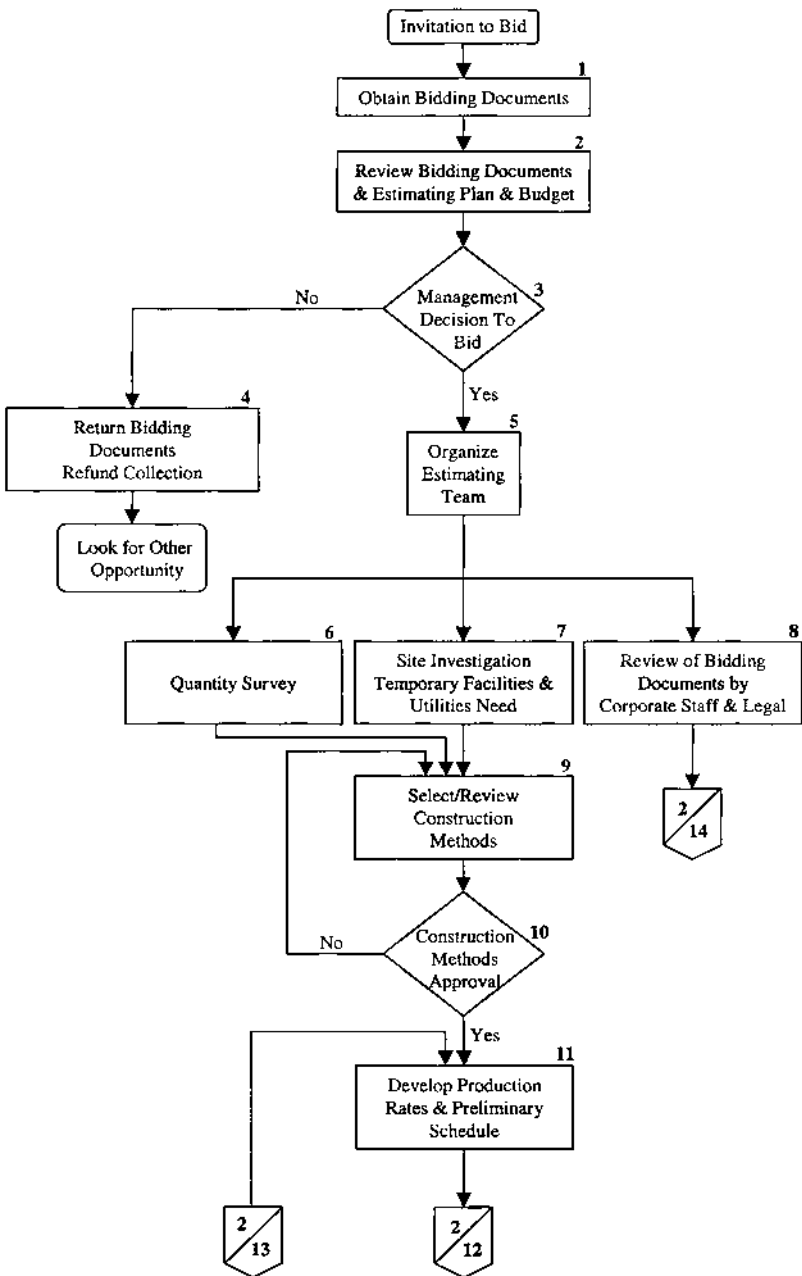 Invitation to Bid
1
Obtain Bidding Documents
2
Review Bidding Documents
& Estimating Plan & Budget
3
Management
Decision To
Bid
No
Yes
4
Return Bidding
Documents
Refund Collection
5
Organize
Estimating
Team
Look for Other
Opportunity
6
Quantity Survey
7
Site Investigation
Temporary Facilities &
Utilities Need
8
Review of Bidding
Documents by
Corporate Staff & Legal
9
Select/Review
Construction
Methods
2
14
10
Construction
Methods
Approval
No
Yes
11
Develop Production
Rates & Preliminary
Schedule
2
13
2
12